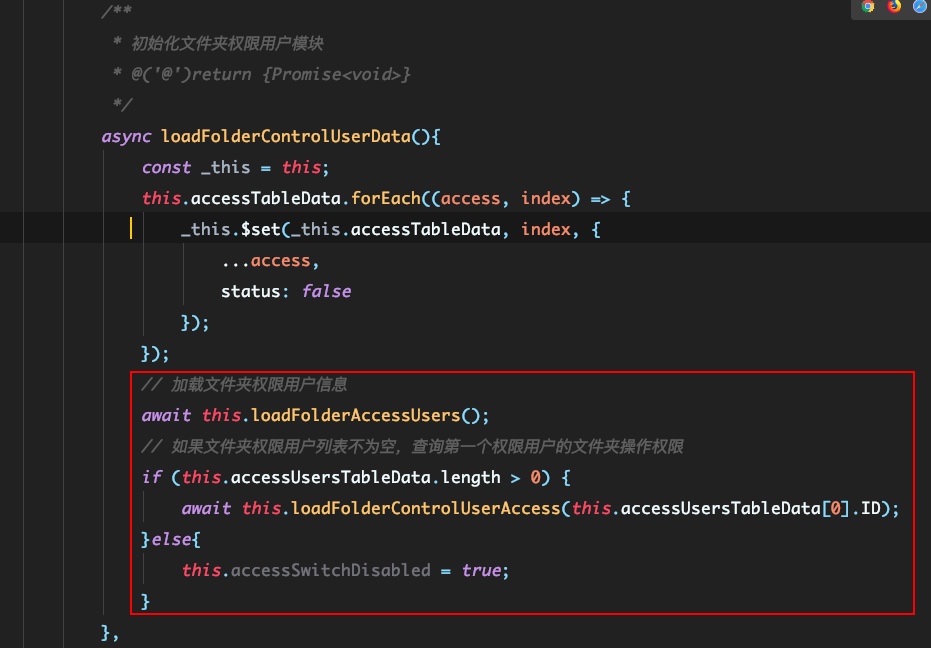 /**
 * 初始化文件夹权限用户模块
 * @('@')return {Promise<void>}
 */
async loadFolderControlUserData(){
    const _this = this;
    this.accessTableData.forEach((access, index) => {
        _this.$set(_this.accessTableData, index, {
            ...access,
            status: false
        });
    });
    // 加载文件夹权限用户信息
    await this.loadFolderAccessUsers();
    // 如果文件夹权限用户列表不为空，查询第一个权限用户的文件夹操作权限
    if (this.accessUsersTableData.length > 0) {
        await this.loadFolderControlUserAccess(this.accessUsersTableData[0].ID);
    }else{
        this.accessSwitchDisabled = true;
    }
},